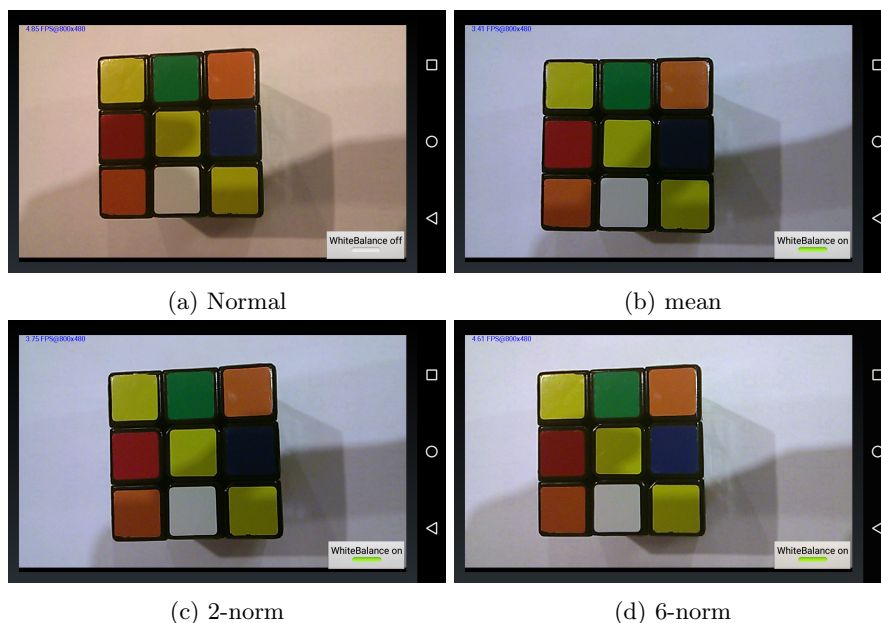 4.85 FPS@800x480
WhiteBalance off
(a) Normal
3.41 FPS@800x480
WhiteBalance on
(b) mean
3.75 FPS@800x480
WhiteBalance on
(c) 2-norm
4.61 FPS@800x480
WhiteBalance on
(d) 6-norm